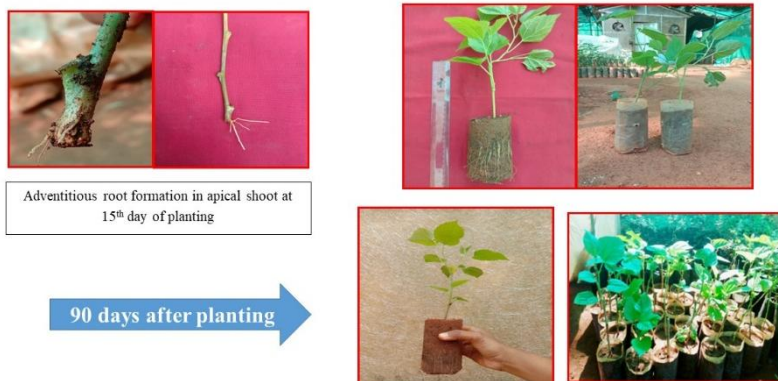 Adventitious root formation in apical shoot at
15th day of planting
90 days after planting